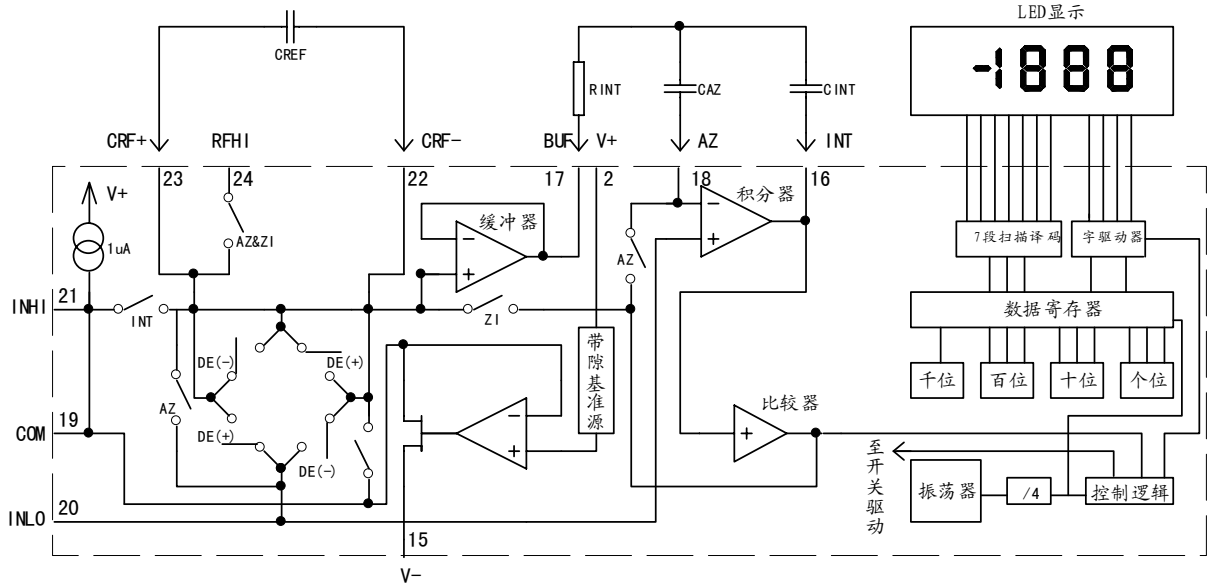 LED显示
-1888
CREF
RINT
CAZ
CINT
CRF+
RFHI
CRF-
BUF
V+
AZ
INT
23
24
22
17
2
18
16
V+
1uA
AZ&ZI
缓冲器
积分器
AZ
7段扫描译码
字驱动器
INHI
21
INT
ZI
数据寄存器
DE(-)
DE(+)
带隙基准源
千位
百位
十位
个位
AZ
比较器
COM
19
DE(+)
DE(-)
至开关驱动
振荡器
/4
控制逻辑
INLO
20
15
V-